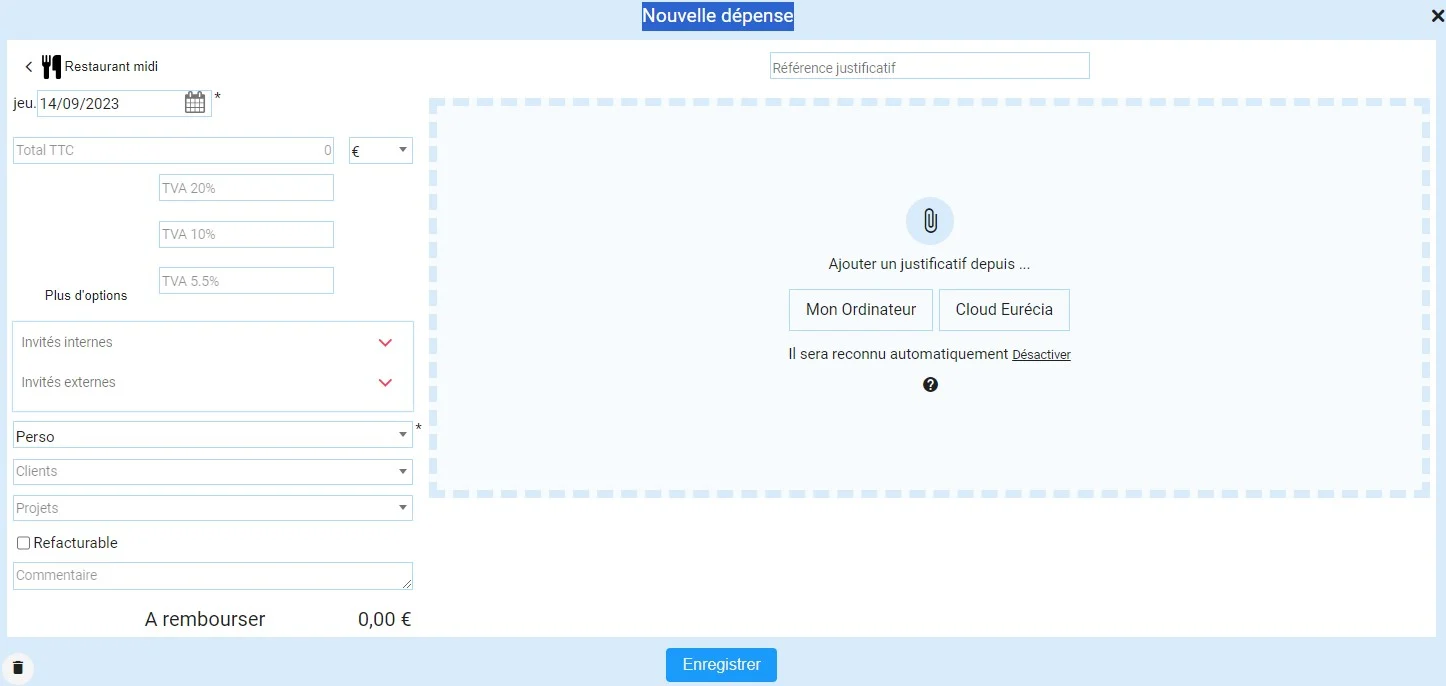 Nouvelle dépense
Restaurant midi
jeu. 14/09/2023 *
Total TTC 0 €
TVA 20%
TVA 10%
TVA 5.5%
Plus d'options
Invités internes
Invités externes
Perso *
Clients
Projets
Refacturable
Commentaire
A rembourser 0,00 €
Référence justificatif
Ajouter un justificatif depuis ...
Mon Ordinateur Cloud Eurécia
Il sera reconnu automatiquement Désactiver
?
Enregistrer